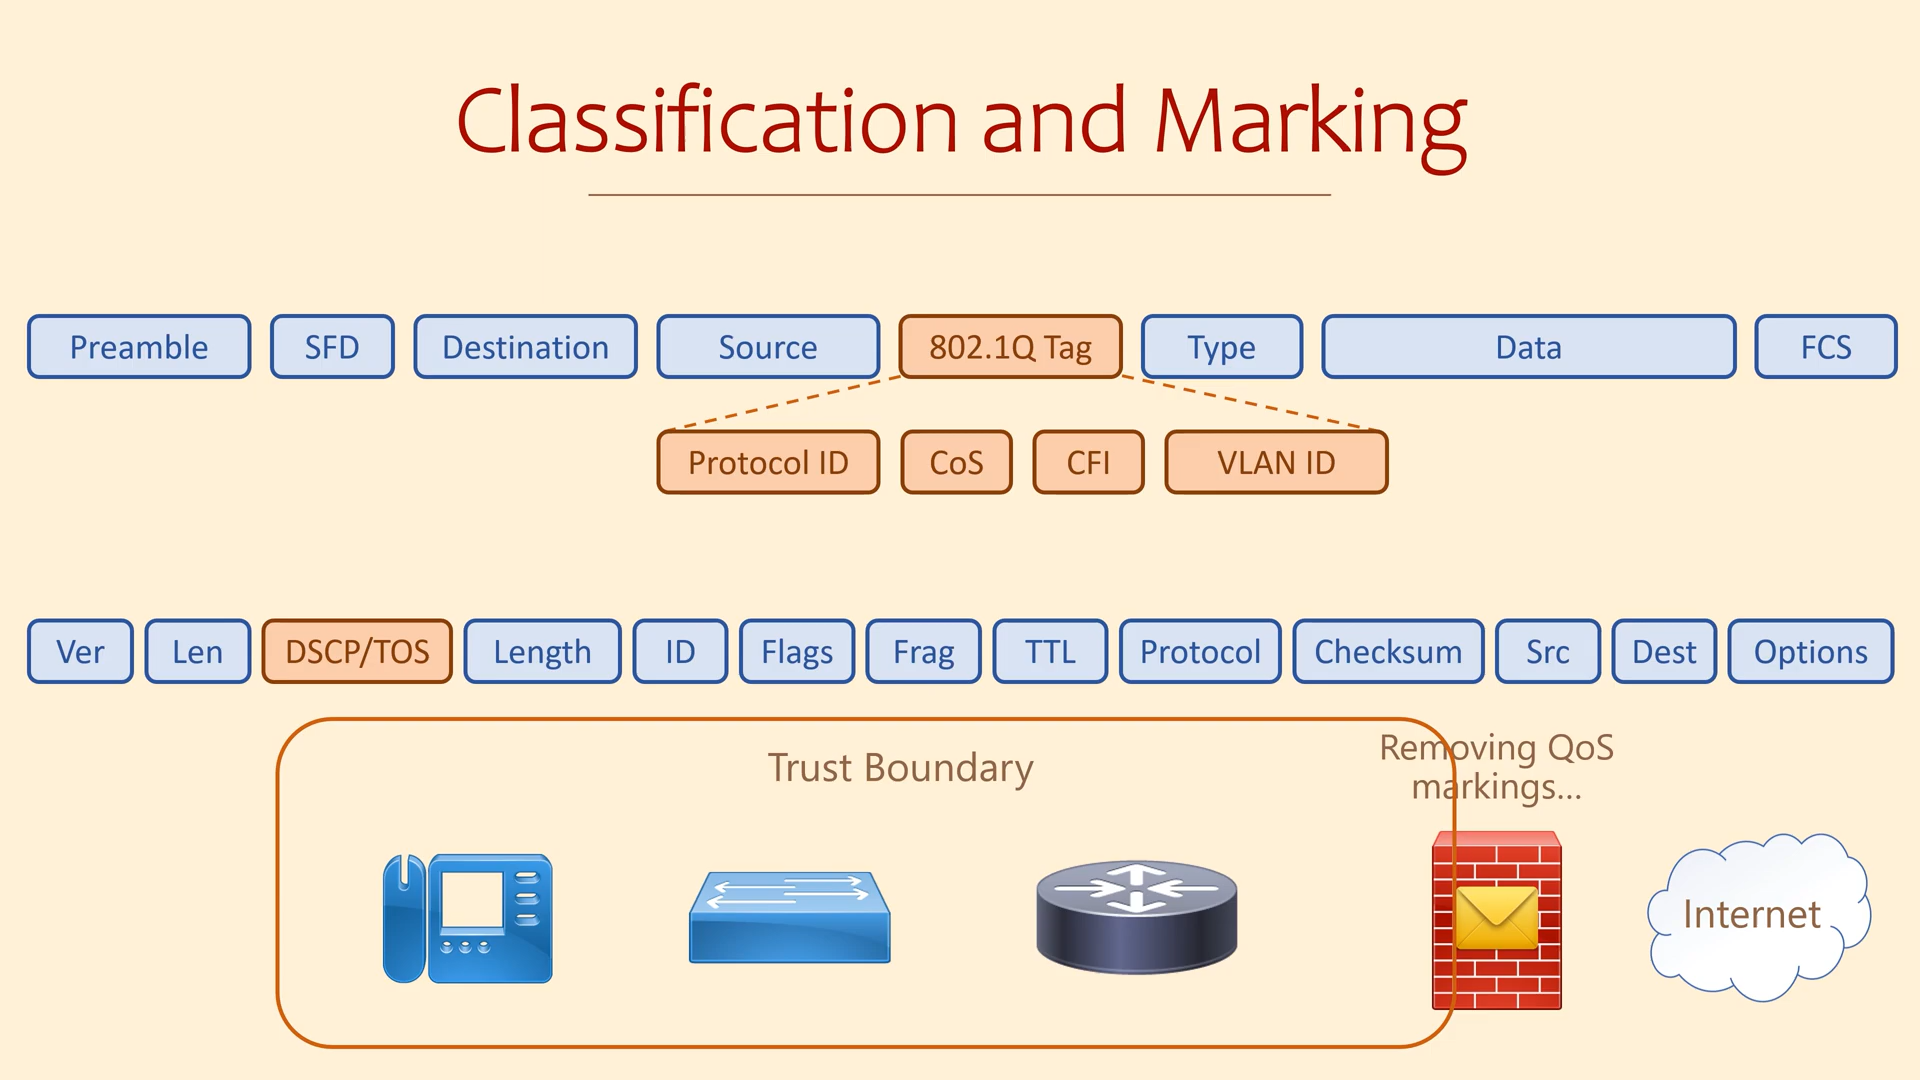 Classification and Marking
Preamble SFD Destination Source 802.1Q Tag Type Data FCS
Protocol ID CoS CFI VLAN ID
Ver Len DSCP/TOS Length ID Flags Frag TTL Protocol Checksum Src Dest Options
Trust Boundary
Removing QoS
markings...
Internet